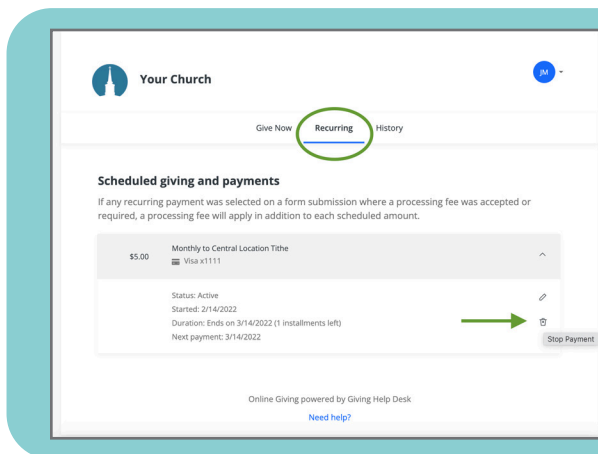 Your Church
JM
Give Now Recurring History
Scheduled giving and payments
If any recurring payment was selected on a form submission where a processing fee was accepted or
required, a processing fee will apply in addition to each scheduled amount.
$5.00
Monthly to Central Location Tithe
Visa x1111
Status: Active
Started: 2/14/2022
Duration: Ends on 3/14/2022 (1 installments left)
Next payment: 3/14/2022
Stop Payment
Online Giving powered by Giving Help Desk
Need help?